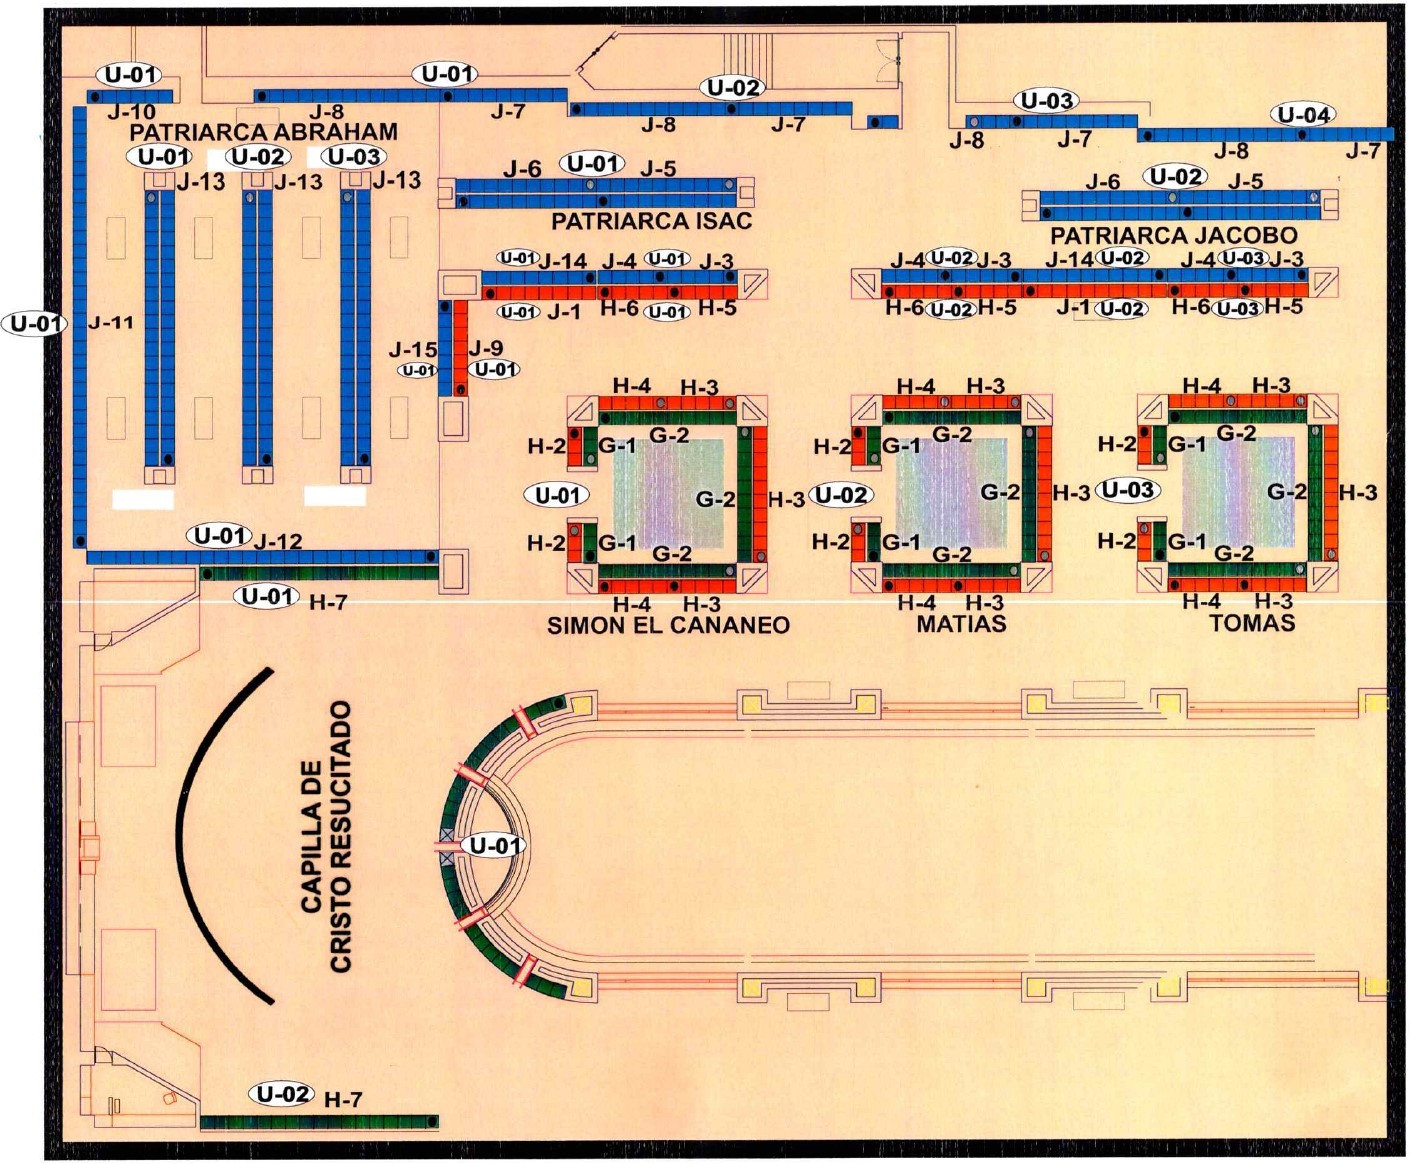 U-01
U-01
U-02
U-03
U-04
J-10
J-8
J-7
J-8
J-7
J-8
J-7
J-8
J-7
PATRIARCA ABRAHAM
U-01
U-02
U-03
J-13
J-13
J-13
J-6
U-01
J-5
PATRIARCA ISAC
J-6
U-02
J-5
PATRIARCA JACOBO
U-01
J-14
J-4
U-01
J-3
J-4
U-02
J-3
J-14
U-02
J-4
U-03
J-3
U-01
J-1
H-6
U-01
H-5
H-6
U-02
H-5
J-1
U-02
H-6
U-03
H-5
U-01
J-11
J-15
J-9
U-01
U-01
H-4
H-3
H-2
G-1
G-2
U-01
G-2
H-3
H-2
G-1
G-2
H-4
H-3
SIMON EL CANANEO
H-4
H-3
H-2
G-1
G-2
U-02
G-2
H-3
H-2
G-1
G-2
H-4
H-3
MATIAS
H-4
H-3
H-2
G-1
G-2
U-03
G-2
H-3
H-2
G-1
G-2
H-4
H-3
TOMAS
U-01
J-12
U-01
H-7
CAPILLA DE
CRISTO RESUCITADO
U-01
U-02
H-7